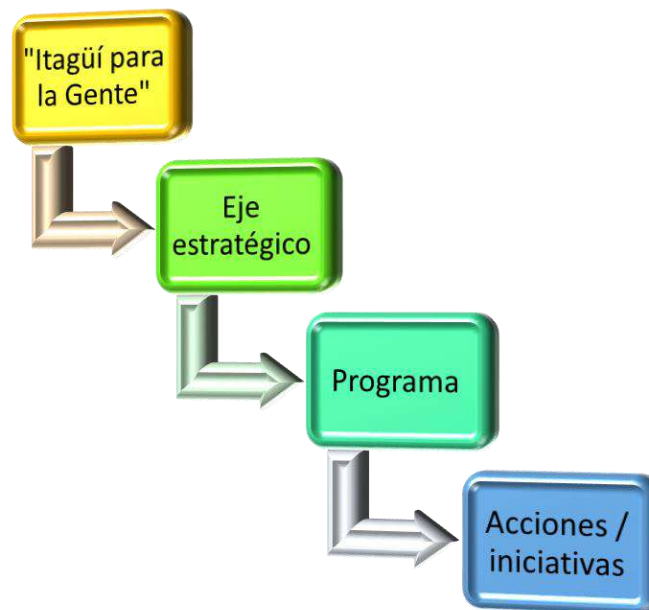 "Itagüí para
la Gente"
Eje
estratégico
Programa
Acciones /
iniciativas